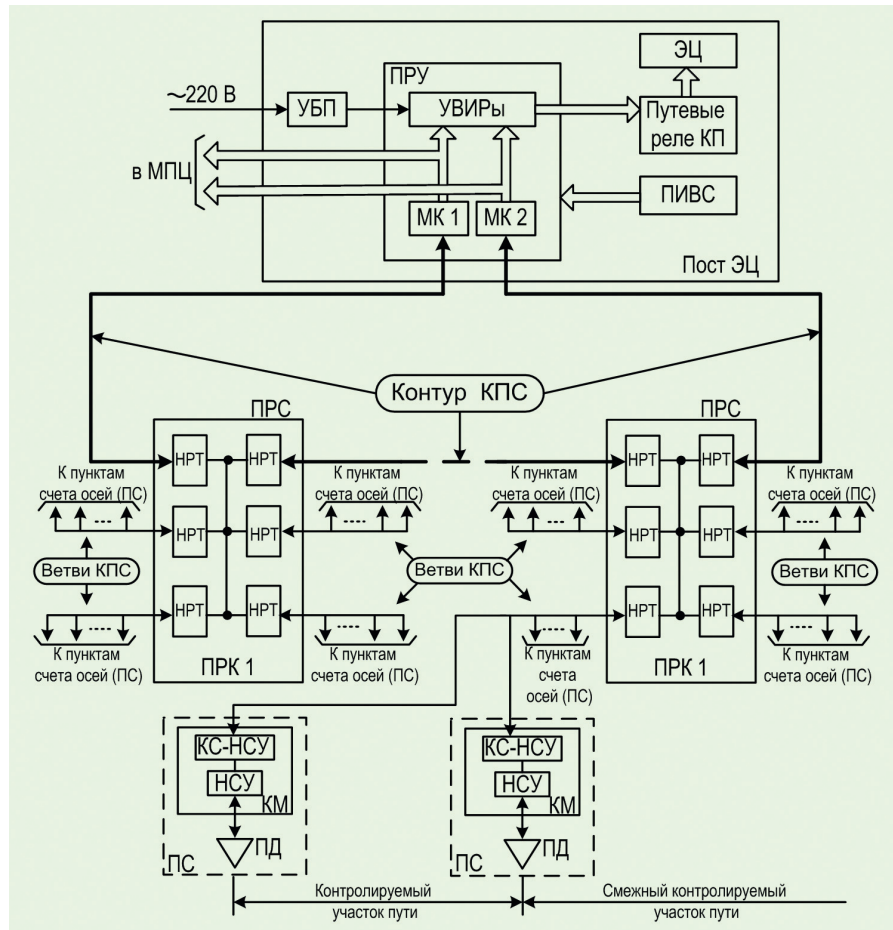 ЭЦ
ПРУ
~220 В
УБП
УВИРы
Путевые
реле КП
в МПЦ
МК 1
МК 2
ПИВС
Пост ЭЦ
Контур КПС
ПРС
ПРС
НРТ
НРТ
НРТ
НРТ
К пунктам
счета осей (ПС)
К пунктам
счета осей (ПС)
К пунктам
счета осей (ПС)
К пунктам
счета осей (ПС)
НРТ
НРТ
НРТ
НРТ
Ветви КПС
Ветви КПС
Ветви КПС
НРТ
НРТ
НРТ
НРТ
К пунктам
счета осей (ПС)
К пунктам
счета осей (ПС)
К пунктам
счета
осей (ПС)
К пунктам
счета осей (ПС)
ПРК 1
ПРК 1
КС-НСУ
НСУ
КМ
ПД
ПС
КС-НСУ
НСУ
КМ
ПД
ПС
Контролируемый
участок пути
Смежный контролируемый
участок пути